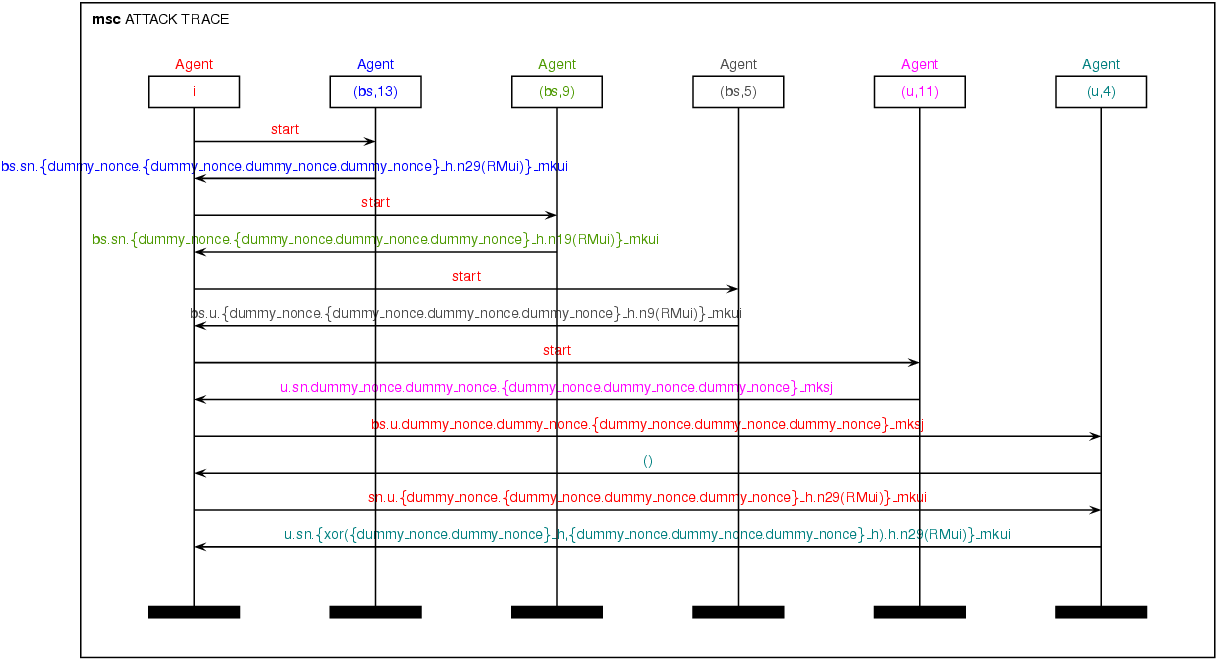 msc ATTACK TRACE
Agent Agent Agent Agent Agent Agent
i (bs,13) (bs,9) (bs,5) (u,11) (u,4)
start
bs.sn.{dummy_nonce.{dummy_nonce.dummy_nonce.dummy_nonce}_h.n29(RMui)}_mkui
start
bs.sn.{dummy_nonce.{dummy_nonce.dummy_nonce.dummy_nonce}_h.n19(RMui)}_mkui
start
bs.u.{dummy_nonce.{dummy_nonce.dummy_nonce.dummy_nonce}_h.n9(RMui)}_mkui
start
u.sn.dummy_nonce.dummy_nonce.{dummy_nonce.dummy_nonce.dummy_nonce}_mksj
bs.u.dummy_nonce.dummy_nonce.{dummy_nonce.dummy_nonce.dummy_nonce}_mksj
()
sn.u.{dummy_nonce.{dummy_nonce.dummy_nonce.dummy_nonce}_h.n29(RMui)}_mkui
u.sn.{xor({dummy_nonce.dummy_nonce}_h,{dummy_nonce.dummy_nonce.dummy_nonce}_h).h.n29(RMui)}_mkui